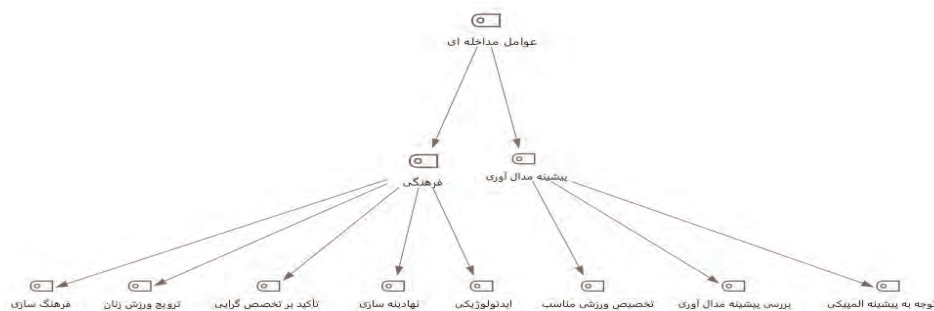 عوامل مداخله ای
پیشینه مدال آوری
فرهنگی
توجه به پیشینه المپیکی
بررسی پیشینه مدال آوری
تخصیص ورزشی مناسب
ایدئولوژیکی
نهادینه سازی
تأکید بر تخصص گرایی
ترویج ورزش زنان
فرهنگ سازی